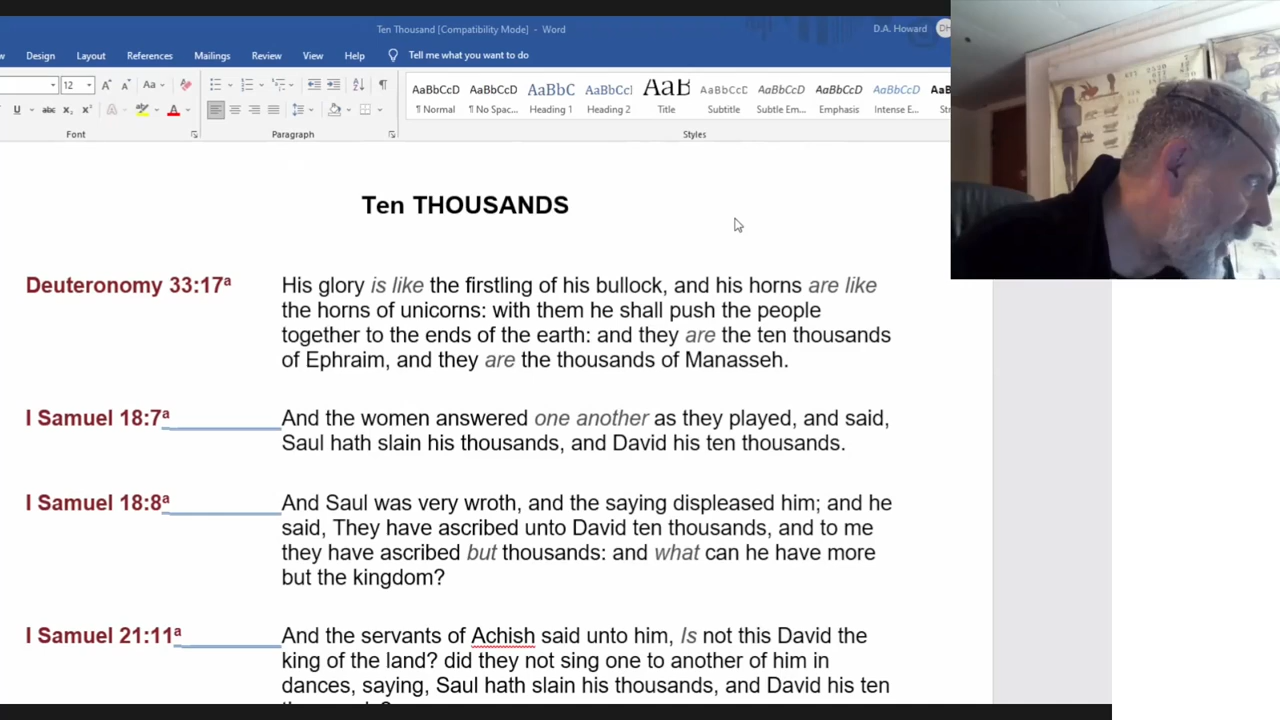 Ten Thousand [Compatibility Mode] - Word
D.A. Howard
DH
Design Layout References Mailings Review View Help Tell me what you want to do
12
AaBbCcD AaBbCcD AaBbC AaBbCcl AaB AaBbCcD AaBbCcD AaBbCcD AaBbCcD
¶ Normal ¶ No Spac... Heading 1 Heading 2 Title Subtitle Subtle Em... Emphasis Intense E...
Font Paragraph Styles
Ten THOUSANDS
Deuteronomy 33:17ª His glory is like the firstling of his bullock, and his horns are like
the horns of unicorns: with them he shall push the people
together to the ends of the earth: and they are the ten thousands
of Ephraim, and they are the thousands of Manasseh.
I Samuel 18:7ª And the women answered one another as they played, and said,
Saul hath slain his thousands, and David his ten thousands.
I Samuel 18:8ª And Saul was very wroth, and the saying displeased him; and he
said, They have ascribed unto David ten thousands, and to me
they have ascribed but thousands: and what can he have more
but the kingdom?
I Samuel 21:11ª And the servants of Achish said unto him, Is not this David the
king of the land? did they not sing one to another of him in
dances, saying, Saul hath slain his thousands, and David his ten